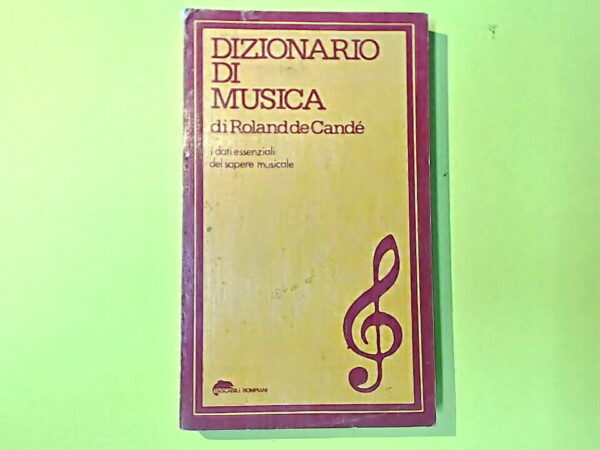 DIZIONARIO
DI
MUSICA
di Roland de Candé
i dati essenziali
del sapere musicale
BOMPIANI